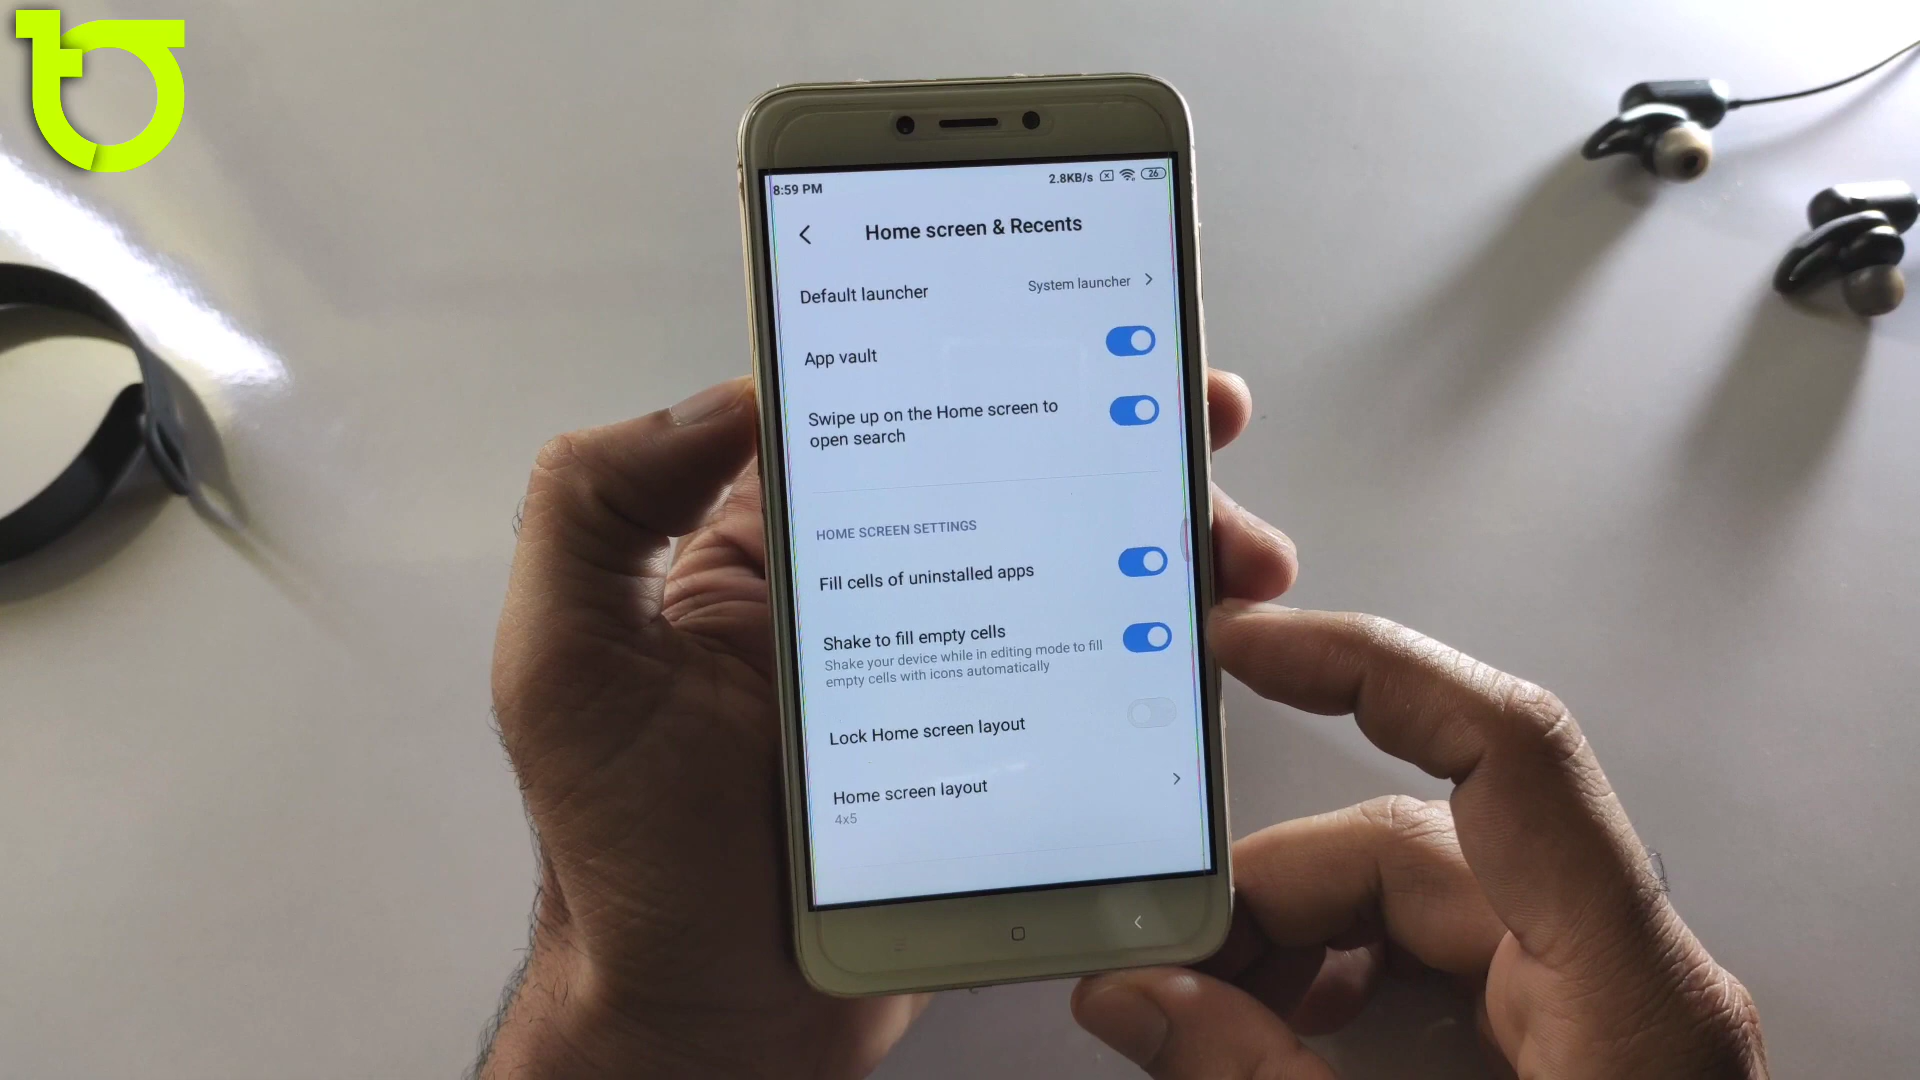 8:59 PM
2.8KB/s 26
Home screen & Recents
Default launcher
System launcher
App vault
Swipe up on the Home screen to
open search
HOME SCREEN SETTINGS
Fill cells of uninstalled apps
Shake to fill empty cells
Shake your device while in editing mode to fill
empty cells with icons automatically
Lock Home screen layout
Home screen layout
4x5